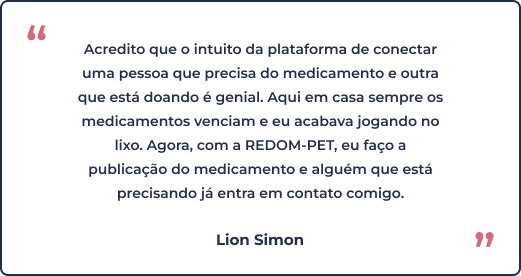 “
Acredito que o intuito da plataforma de conectar
uma pessoa que precisa do medicamento e outra
que está doando é genial. Aqui em casa sempre os
medicamentos venciam e eu acabava jogando no
lixo. Agora, com a REDOM-PET, eu faço a
publicação do medicamento e alguém que está
precisando já entra em contato comigo.
Lion Simon
”